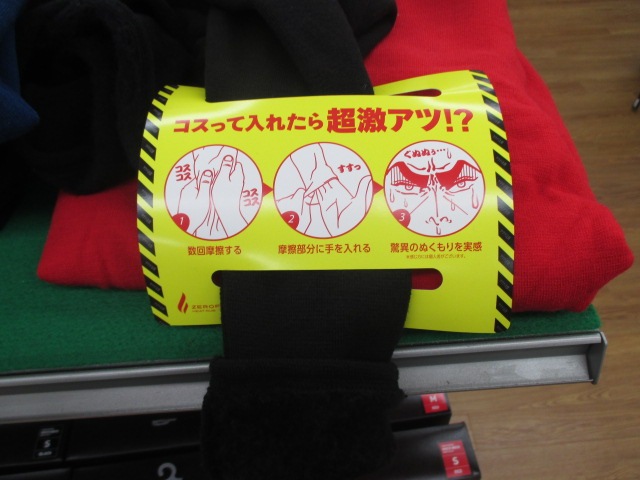 コスって入れたら超激アツ!?
コスコス
コスコス
1
数回摩擦する
すすっ
2
摩擦部分に手を入れる
くぬぬぅ…
3
驚異のぬくもりを実感
S
M
S